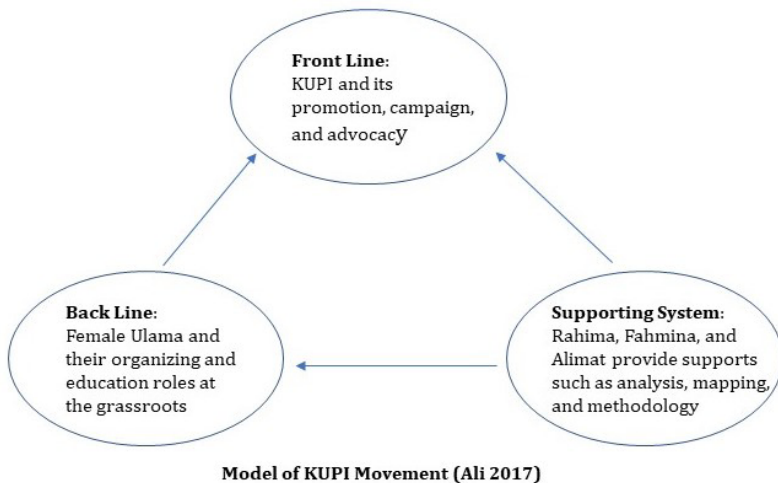 Front Line:
KUPI and its
promotion, campaign,
and advocacy
Back Line:
Female Ulama and
their organizing and
education roles at
the grassroots
Supporting System:
Rahima, Fahmina, and
Alimat provide supports
such as analysis, mapping,
and methodology
Model of KUPI Movement (Ali 2017)